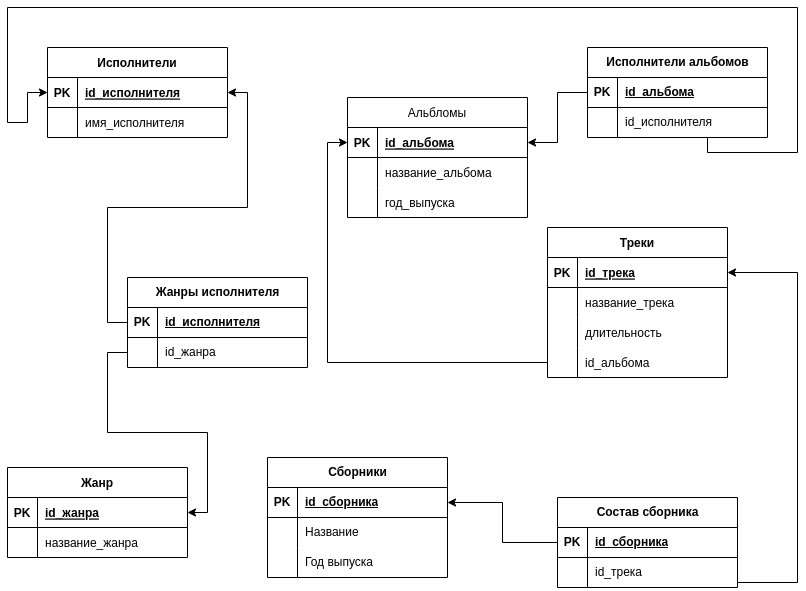 Исполнители
PK id_исполнителя
имя_исполнителя
Альбломы
PK id_альбома
название_альбома
год_выпуска
Исполнители альбомов
PK id_альбома
id_исполнителя
Треки
PK id_трека
название_трека
длительность
id_альбома
Жанры исполнителя
PK id_исполнителя
id_жанра
Жанр
PK id_жанра
название_жанра
Сборники
PK id_сборника
Название
Год выпуска
Состав сборника
PK id_сборника
id_трека